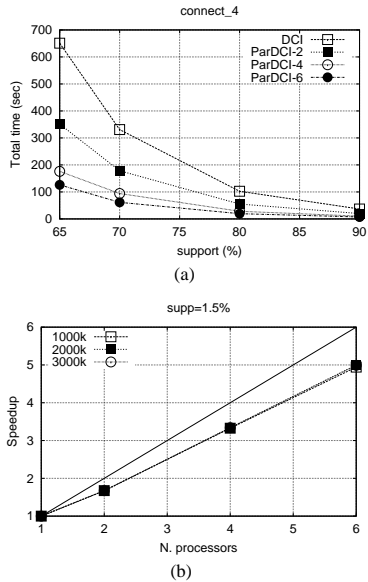 connect_4
700
600
500
400
300
200
100
0
Total time (sec)
DCI
ParDCI-2
ParDCI-4
ParDCI-6
65 70 75 80 85 90
support (%)
(a)
supp=1.5%
6
5
4
3
2
1
Speedup
1000k
2000k
3000k
1 2 3 4 5 6
N. processors
(b)